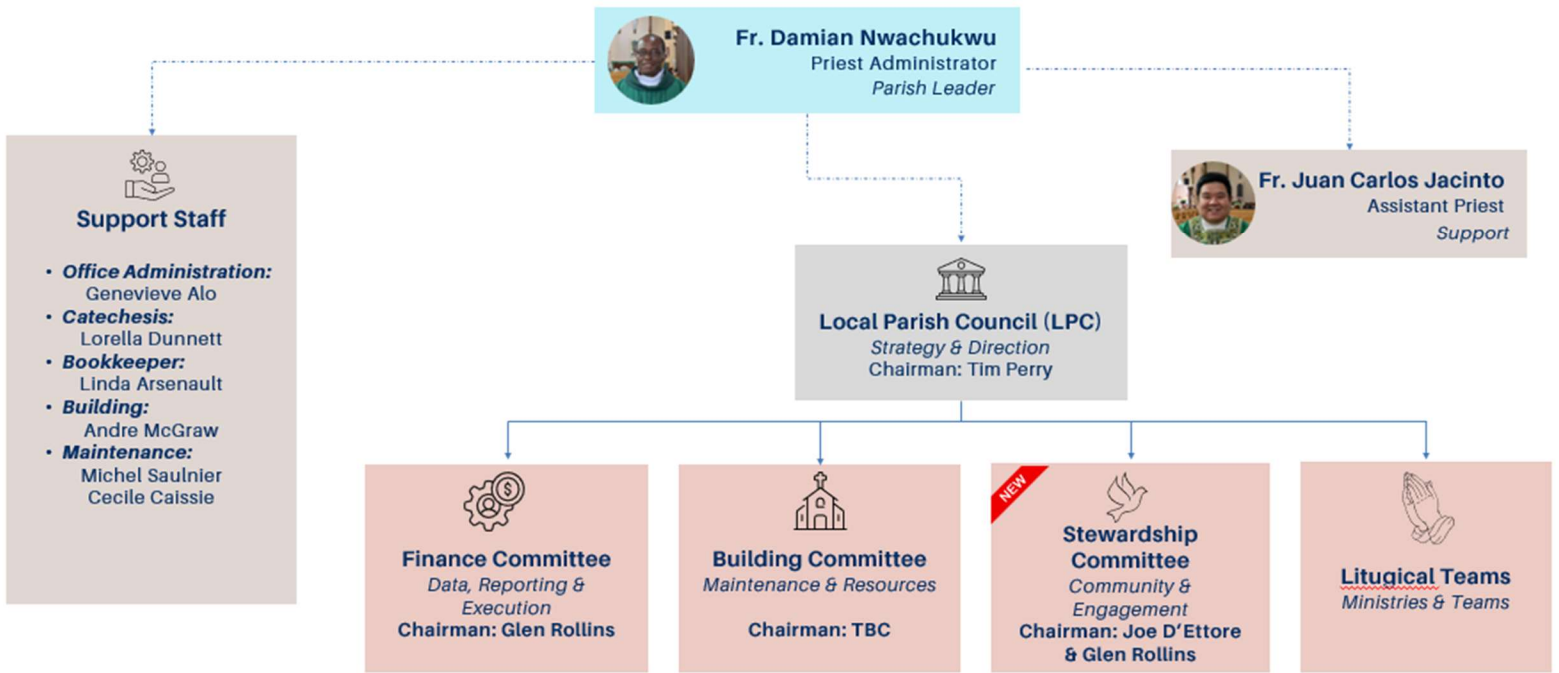 Fr. Damian Nwachukwu
Priest Administrator
Parish Leader
Support Staff
• Office Administration:
Genevieve Alo
• Catechesis:
Lorella Dunnett
• Bookkeeper:
Linda Arsenault
• Building:
Andre McGraw
• Maintenance:
Michel Saulnier
Cecile Caissie
Fr. Juan Carlos Jacinto
Assistant Priest
Support
Local Parish Council (LPC)
Strategy & Direction
Chairman: Tim Perry
Finance Committee
Data, Reporting &
Execution
Chairman: Glen Rollins
Building Committee
Maintenance & Resources
Chairman: TBC
NEW
Stewardship
Committee
Community &
Engagement
Chairman: Joe D’Ettore
& Glen Rollins
Litugical Teams
Ministries & Teams